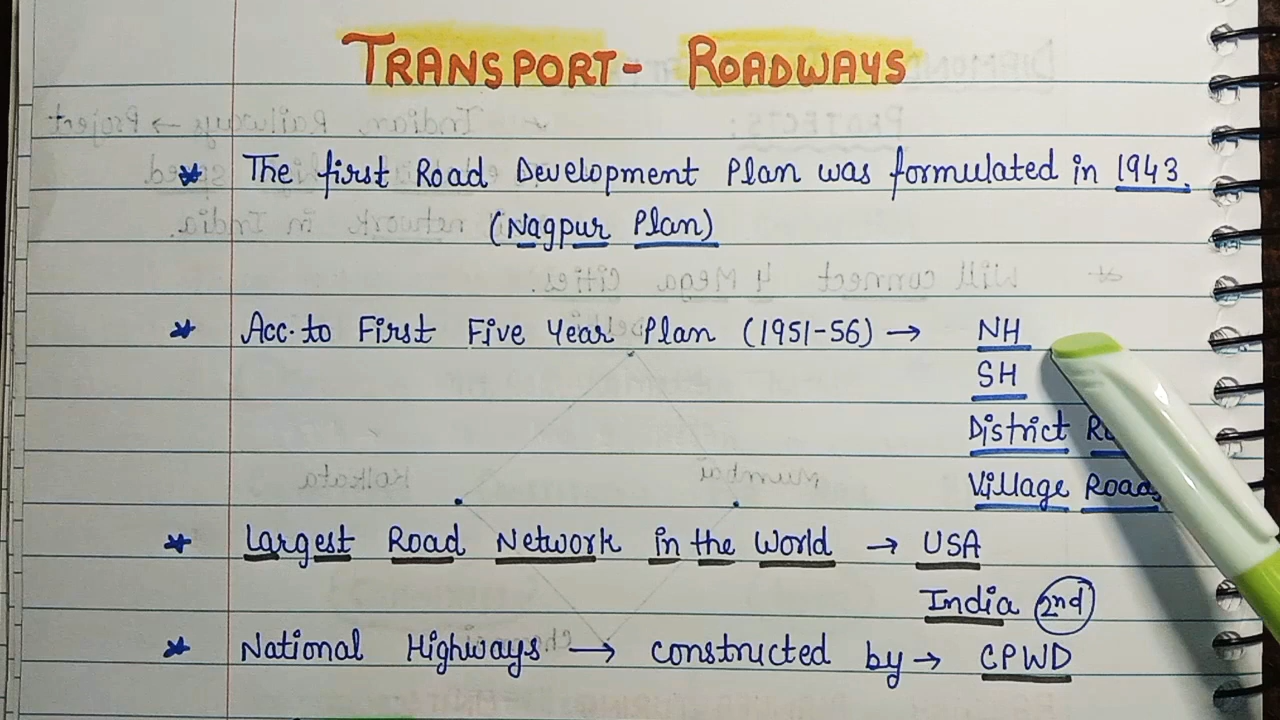 TRANSPORT- ROADWAYS
* The first Road Development Plan was formulated in 1943.
(Nagpur Plan)
* Acc. to First Five Year Plan (1951-56) → NH
SH
District
Village Roads
* Largest Road Network in the World → USA
India 2nd
* National Highways → constructed by → CPWD